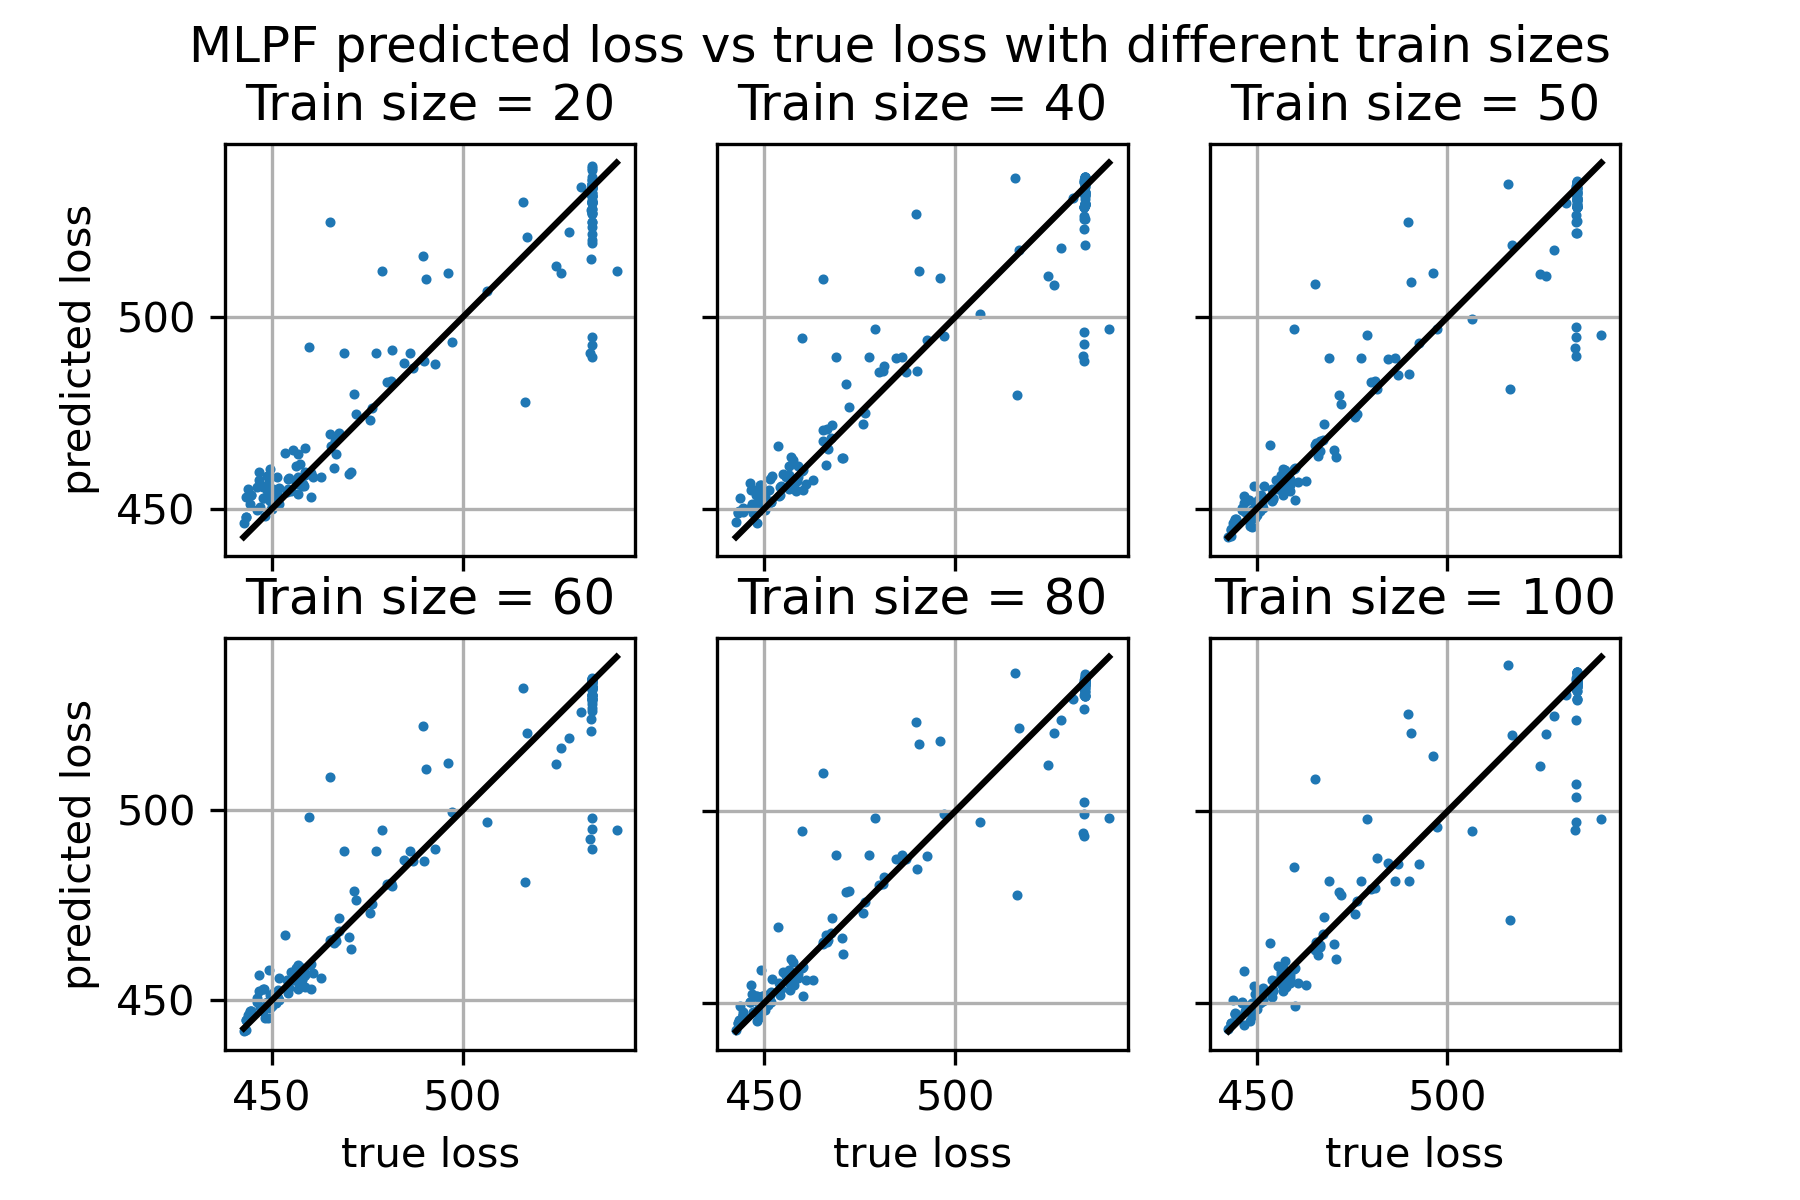 MLPF predicted loss vs true loss with different train sizes
Train size = 20
Train size = 40
Train size = 50
predicted loss
500
450
Train size = 60
Train size = 80
Train size = 100
predicted loss
500
450
450
500
450
500
450
500
true loss
true loss
true loss